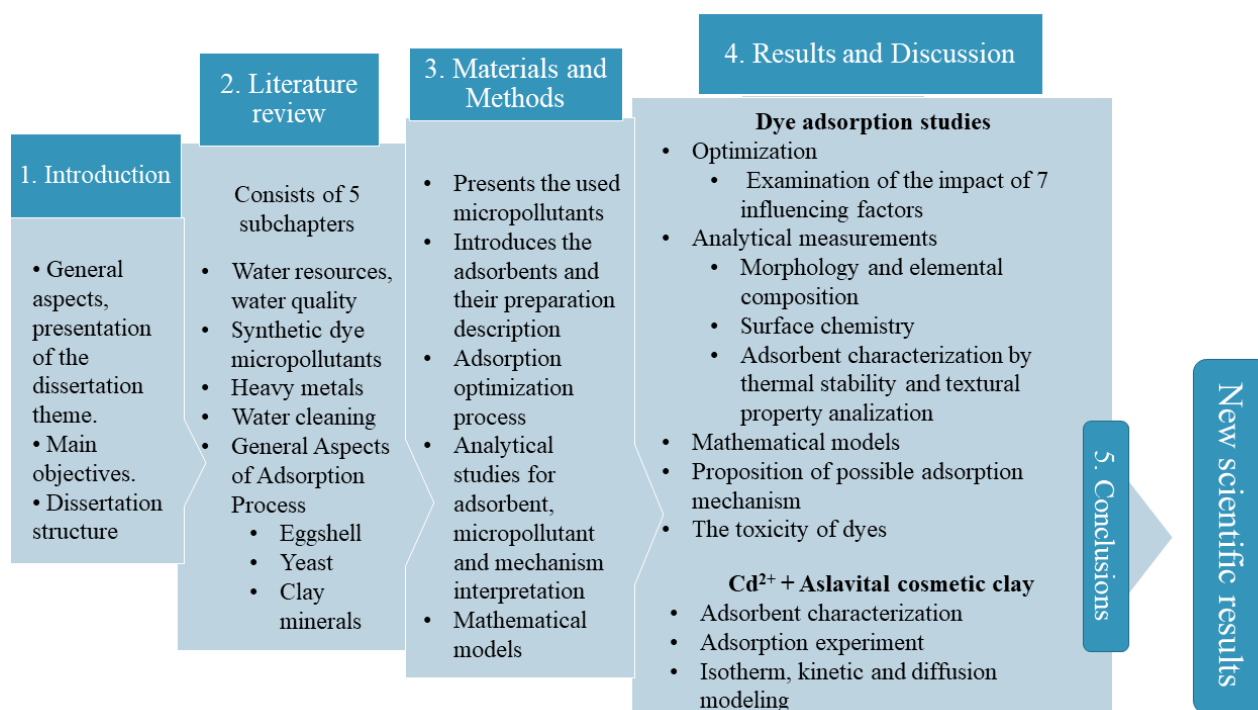 1. Introduction
• General
aspects,
presentation
of the
dissertation
theme.
• Main
objectives.
• Dissertation
structure
2. Literature
review
Consists of 5
subchapters
• Water resources,
water quality
• Synthetic dye
micropollutants
• Heavy metals
• Water cleaning
• General Aspects
of Adsorption
Process
• Eggshell
• Yeast
• Clay
minerals
3. Materials and
Methods
• Presents the used
micropollutants
• Introduces the
adsorbents and
their preparation
description
• Adsorption
optimization
process
• Analytical
studies for
adsorbent,
micropollutant
and mechanism
interpretation
• Mathematical
models
4. Results and Discussion
Dye adsorption studies
• Optimization
• Examination of the impact of 7
influencing factors
• Analytical measurements
• Morphology and elemental
composition
• Surface chemistry
• Adsorbent characterization by
thermal stability and textural
property analization
• Mathematical models
• Proposition of possible adsorption
mechanism
• The toxicity of dyes
Cd²⁺ + Aslavital cosmetic clay
• Adsorbent characterization
• Adsorption experiment
• Isotherm, kinetic and diffusion
modeling
5. Conclusions
New scientific
results